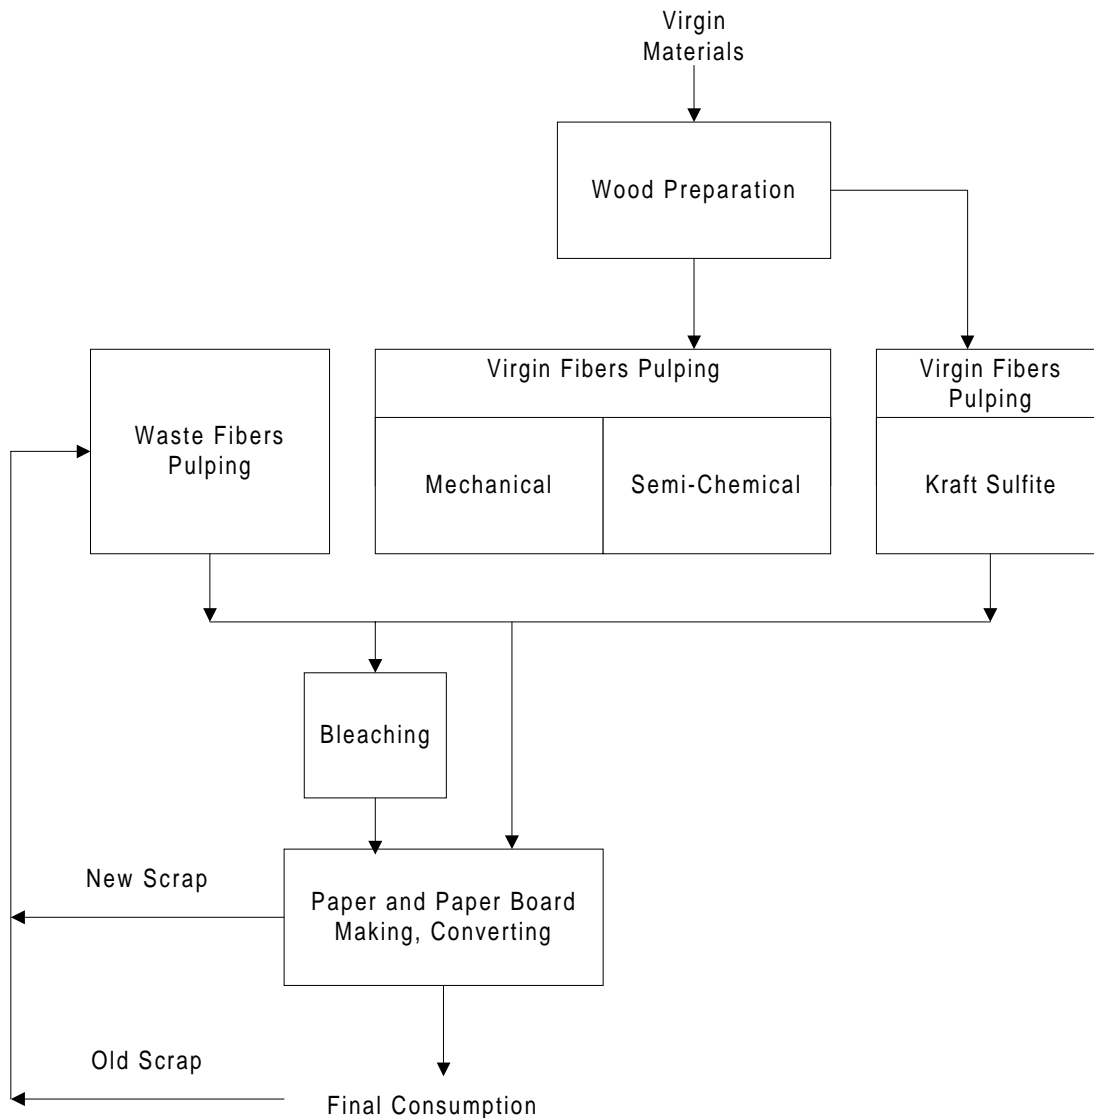 Virgin
Materials
Wood Preparation
Virgin Fibers Pulping
Virgin Fibers
Pulping
Waste Fibers
Pulping
Mechanical
Semi-Chemical
Kraft Sulfite
Bleaching
New Scrap
Paper and Paper Board
Making, Converting
Old Scrap
Final Consumption